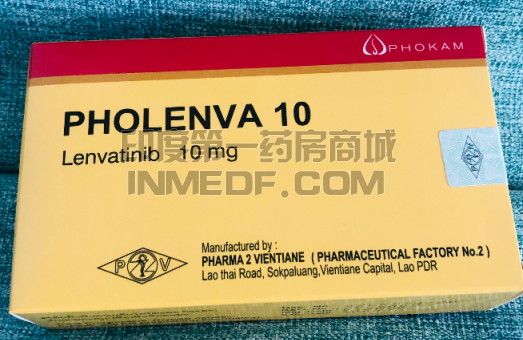 PHOKAM
PHOLENVA 10
印度第一药房商城
Lenvatinib 10 mg
INMEDF.COM
Manufactured by :
PHARMA 2 VIENTIANE ( PHARMACEUTICAL FACTORY No.2 )
Lao thai Road, Sokpaluang,Vientiane Capital, Lao PDR
P V